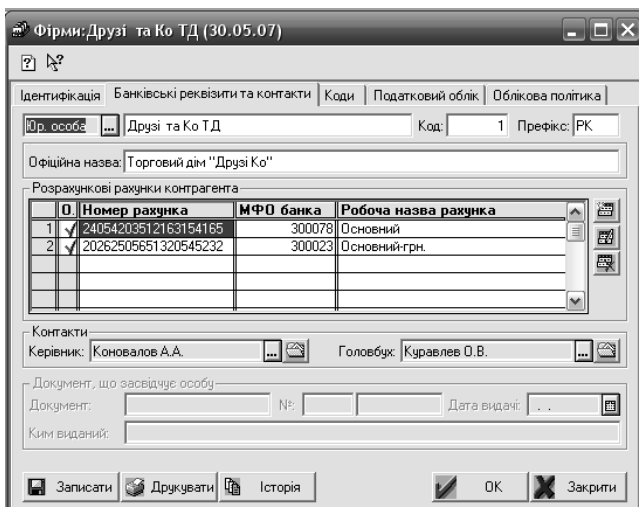 Фірми:Друзі та Ко ТД (30.05.07)
Ідентифікація Банківські реквізити та контакти Коди Податковий облік Облікова політика
Юр. особа ... Друзі та Ко ТД Код: 1 Префікс: РК
Офіційна назва: Торговий дім "Друзі Ко"
Розрахункові рахунки контрагента
О. Номер рахунка МФО банка Робоча назва рахунка
1 24054203512163154165 300078 Основний
2 20262505651320545232 300023 Основний-грн.
Контакти
Керівник: Коновалов А.А. ... Головбух: Куравлев О.В. ...
Документ, що засвідчує особу
Документ: №: Дата видачі: . .
Ким виданий:
Записати Друкувати Історія OK Закрити